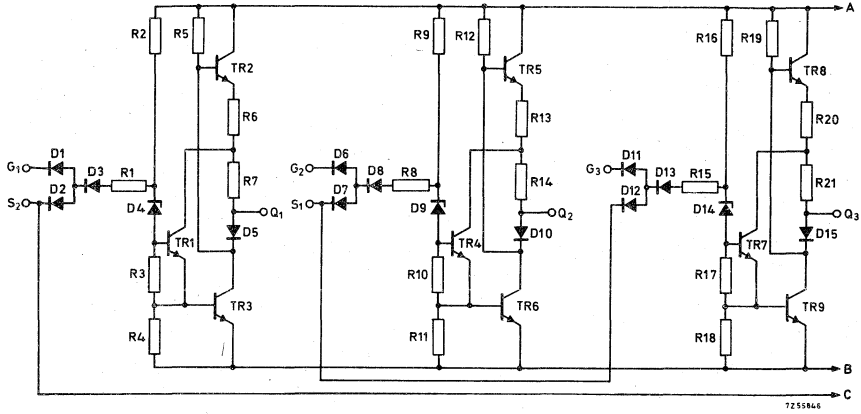 A
R2
R5
TR2
R9
R12
TR5
R16
R19
TR8
R6
R13
R20
D1
G1
D3
R1
R7
D6
G2
D8
R8
R14
D11
G3
D13
R15
R21
S2
D2
D4
Q1
S1
D7
D9
Q2
D12
D14
Q3
TR1
D5
TR4
D10
TR7
D15
R3
R10
R17
TR3
TR6
TR9
R4
R11
R18
B
C
7Z55846